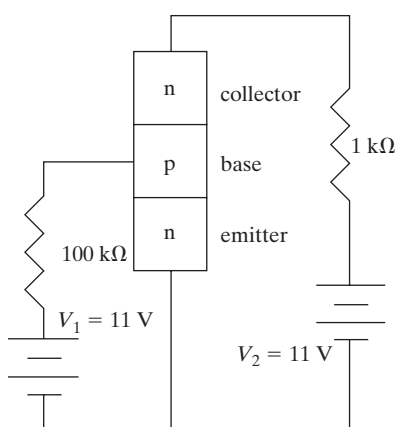 n
collector
1 kΩ
p
base
n
emitter
100 kΩ
V1 = 11 V
V2 = 11 V